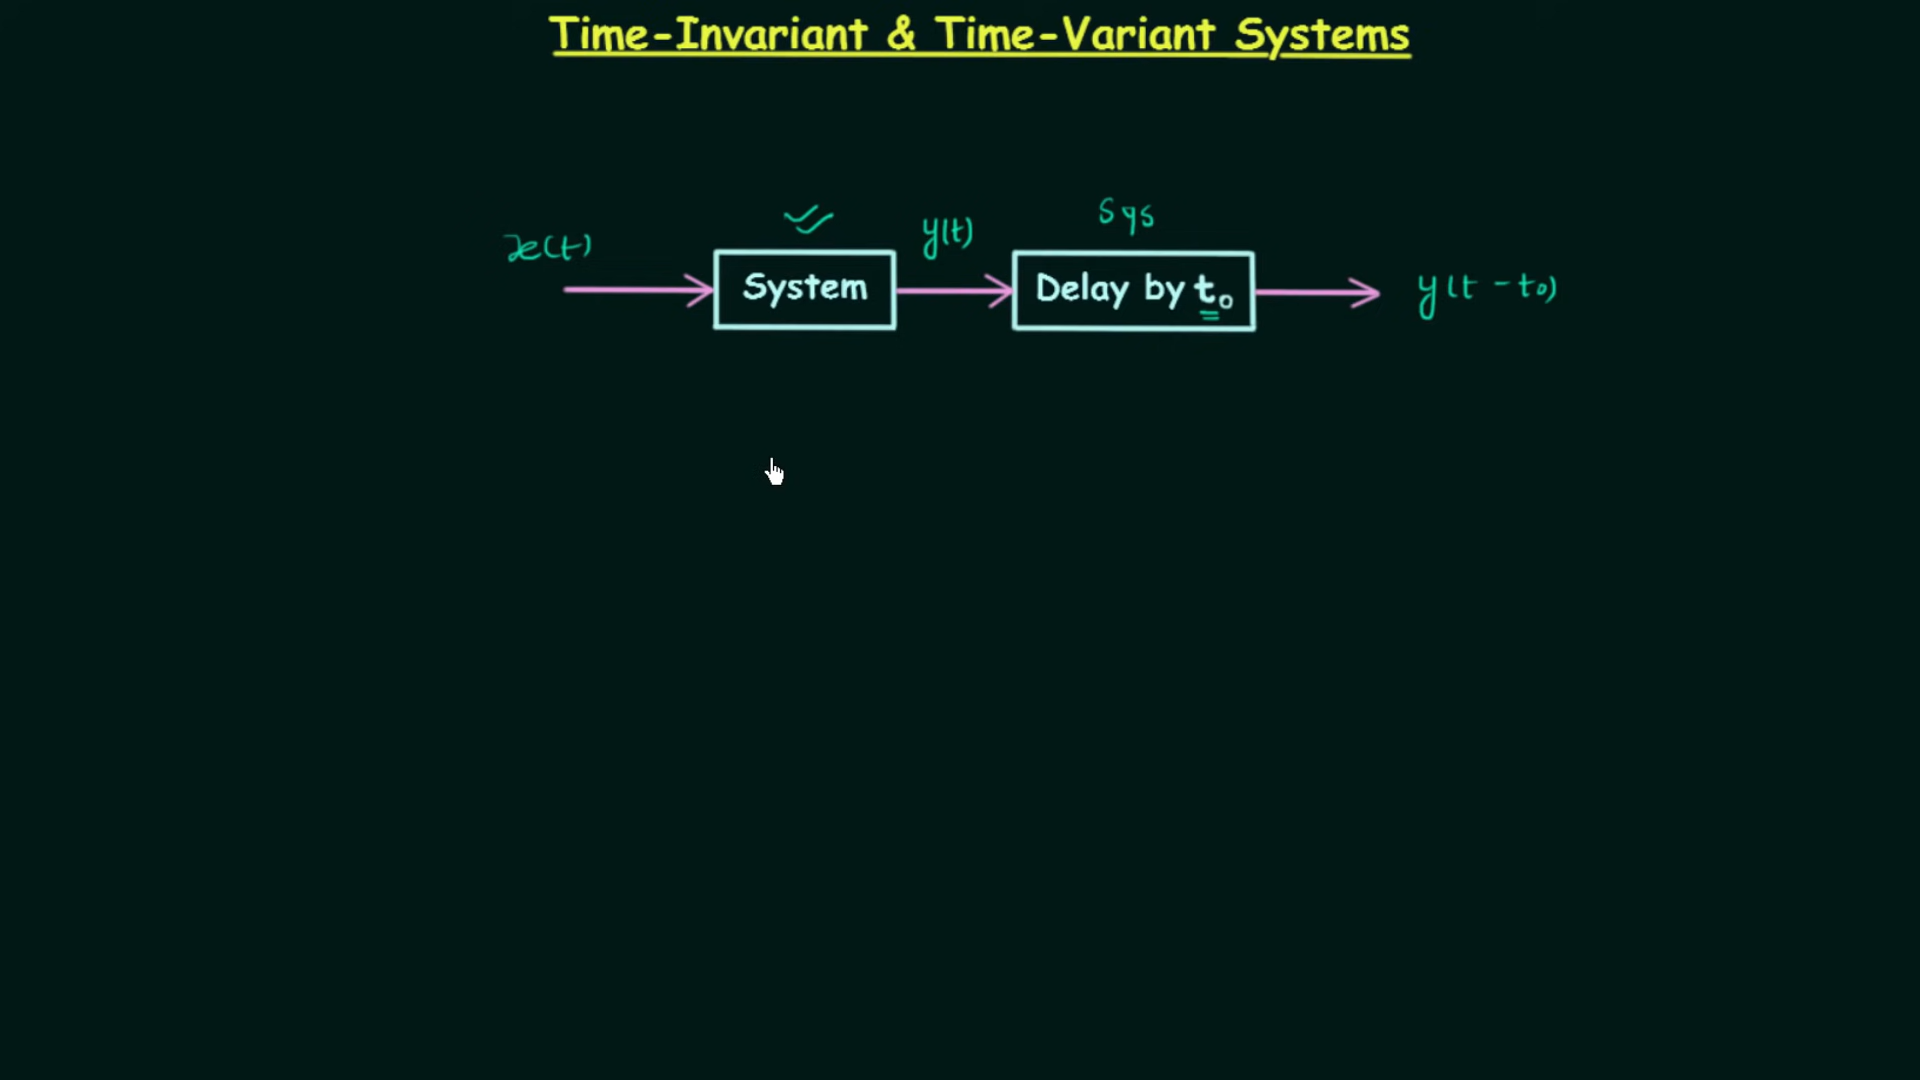 Time-Invariant & Time-Variant Systems
x(t)
System
y(t)
Sys
Delay by t₀
y(t - t₀)